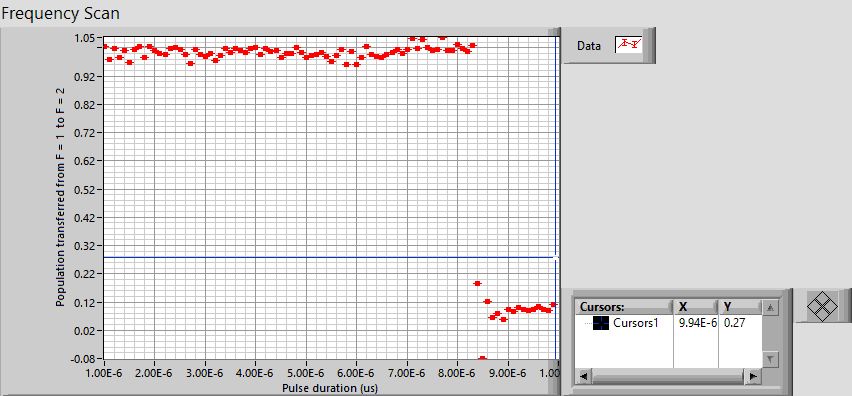 Frequency Scan
Data
Population transferred from F = 1 to F = 2
1.05
0.92
0.82
0.72
0.62
0.52
0.42
0.32
0.22
0.12
0.02
-0.08
1.00E-6 2.00E-6 3.00E-6 4.00E-6 5.00E-6 6.00E-6 7.00E-6 8.00E-6 9.00E-6 1.00
Pulse duration (us)
Cursors: X Y
Cursors1 9.94E-6 0.27